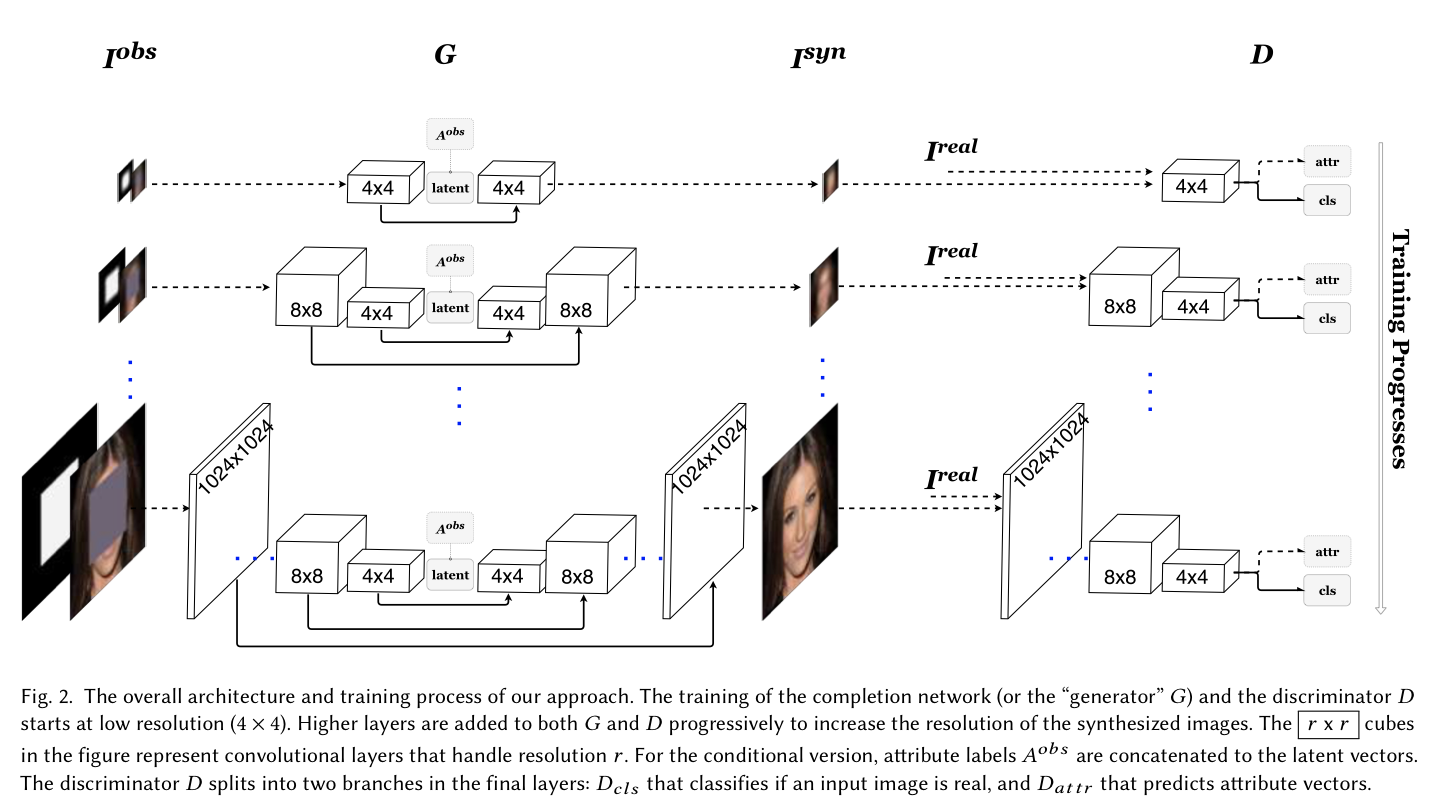 I^obs G I^syn D
A^obs
I^real
4x4 latent 4x4 4x4 attr
cls
A^obs
I^real
8x8 4x4 latent 4x4 8x8 8x8 4x4 attr
cls
Training Progresses
1024x1024 1024x1024 1024x1024
I^real
A^obs
8x8 4x4 latent 4x4 8x8 8x8 4x4 attr
cls
Fig. 2. The overall architecture and training process of our approach. The training of the completion network (or the “generator” G) and the discriminator D
starts at low resolution (4 × 4). Higher layers are added to both G and D progressively to increase the resolution of the synthesized images. The r x r cubes
in the figure represent convolutional layers that handle resolution r. For the conditional version, attribute labels A^obs are concatenated to the latent vectors.
The discriminator D splits into two branches in the final layers: D_cls that classifies if an input image is real, and D_attr that predicts attribute vectors.